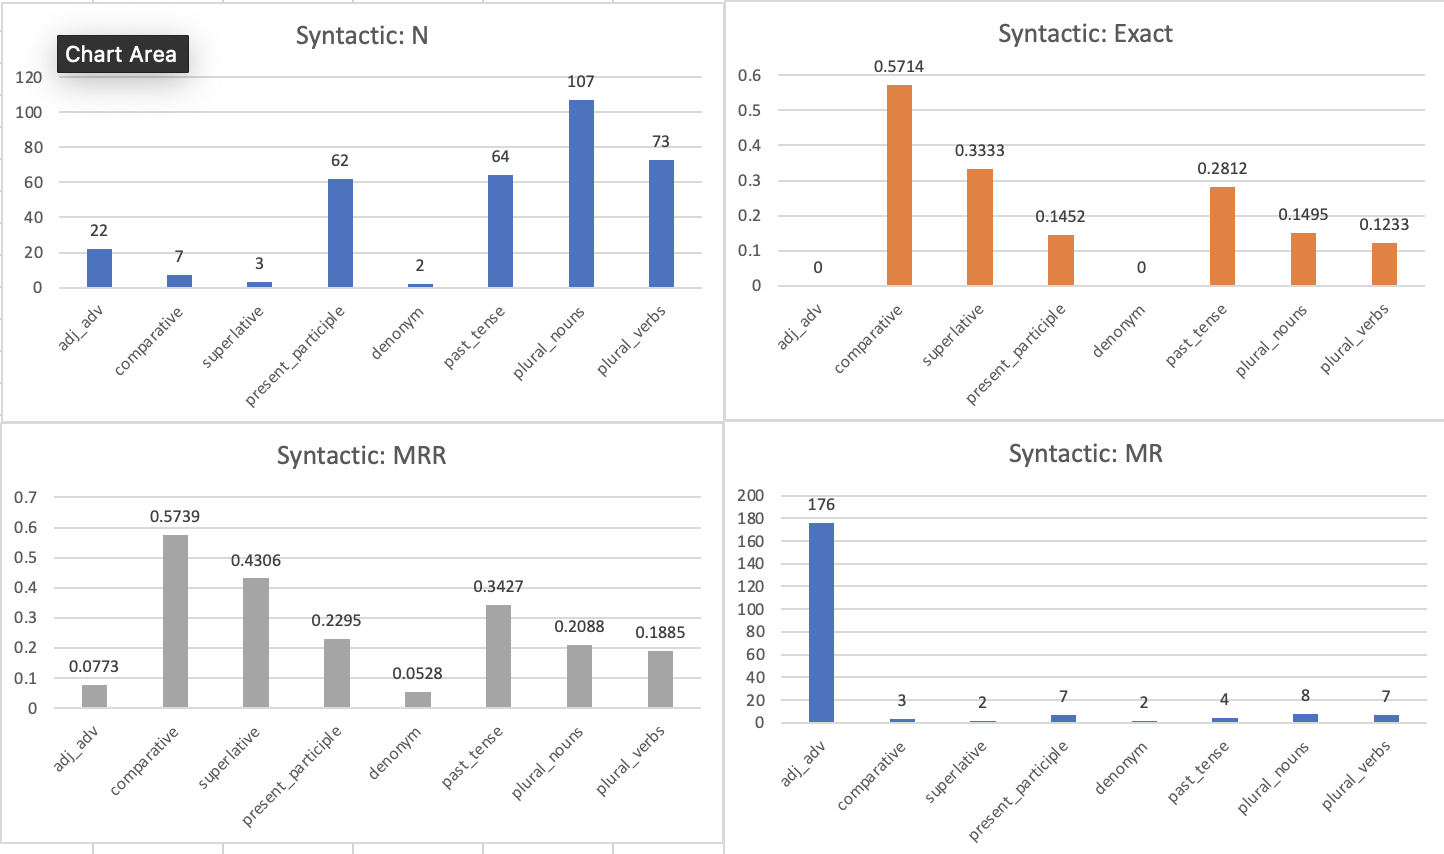 Syntactic: N
Chart Area
120
100
80
60
40
20
0
22
7
3
62
2
64
107
73
adj_adv
comparative
superlative
present_participle
denonym
past_tense
plural_nouns
plural_verbs
Syntactic: Exact
0.6
0.5
0.4
0.3
0.2
0.1
0
0
0.5714
0.3333
0.1452
0
0.2812
0.1495
0.1233
adj_adv
comparative
superlative
present_participle
denonym
past_tense
plural_nouns
plural_verbs
Syntactic: MRR
0.7
0.6
0.5
0.4
0.3
0.2
0.1
0
0.0773
0.5739
0.4306
0.2295
0.0528
0.3427
0.2088
0.1885
adj_adv
comparative
superlative
present_participle
denonym
past_tense
plural_nouns
plural_verbs
Syntactic: MR
200
180
160
140
120
100
80
60
40
20
0
176
3
2
7
2
4
8
7
adj_adv
comparative
superlative
present_participle
denonym
past_tense
plural_nouns
plural_verbs